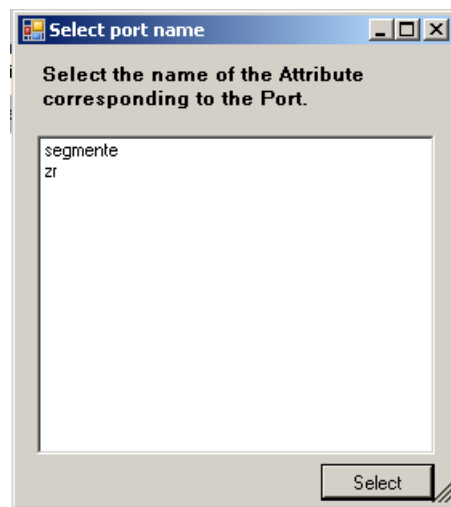 Select port name
Select the name of the Attribute
corresponding to the Port.
segmente
zr
Select